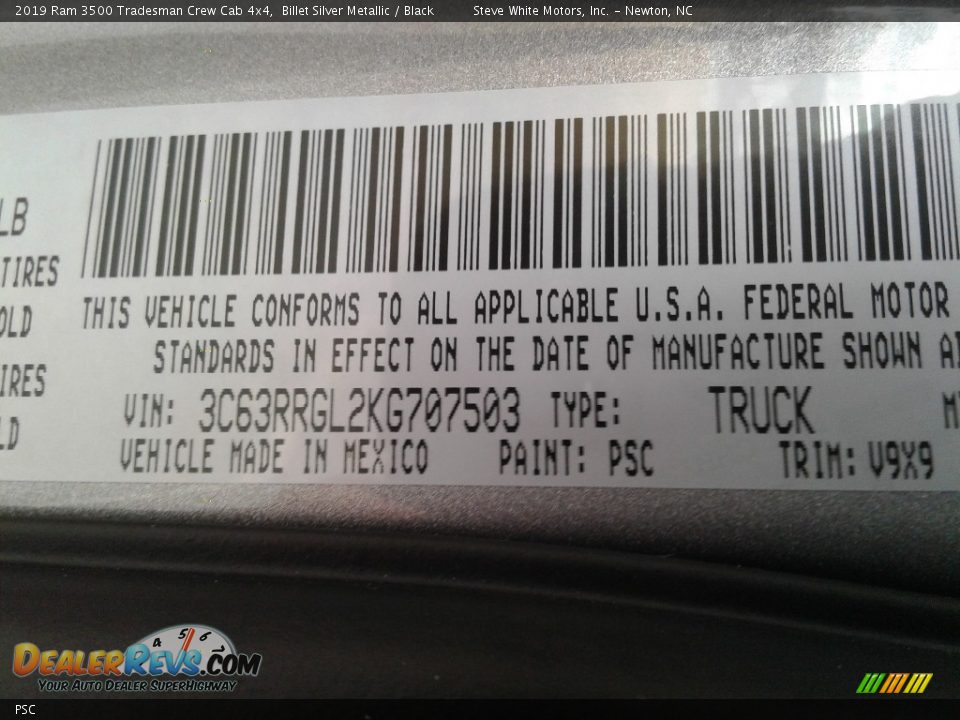 2019 Ram 3500 Tradesman Crew Cab 4x4, Billet Silver Metallic / Black Steve White Motors, Inc. – Newton, NC
LB
TIRES
OLD
IRES
LD
THIS VEHICLE CONFORMS TO ALL APPLICABLE U.S.A. FEDERAL MOTOR
STANDARDS IN EFFECT ON THE DATE OF MANUFACTURE SHOWN
VIN: 3C63RRGL2KG707503 TYPE: TRUCK
VEHICLE MADE IN MEXICO PAINT: PSC TRIM: V9X9
4 5 6
DEALERREVS.COM
YOUR AUTO DEALER SUPERHIGHWAY
PSC